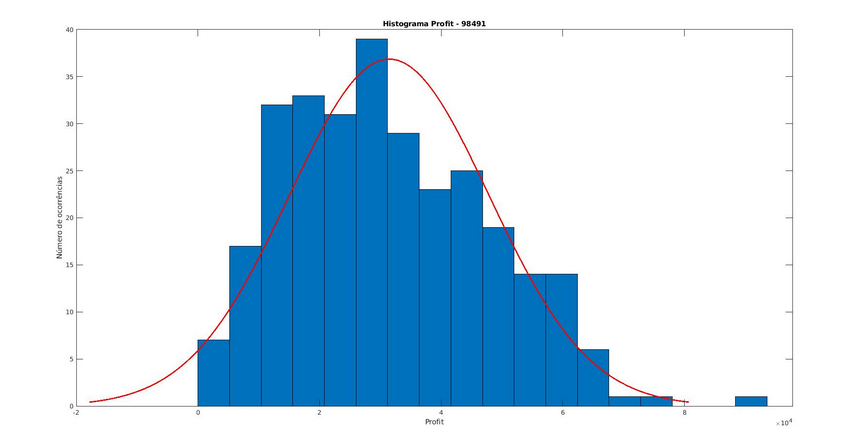 Histograma Profit - 98491
40
35
30
25
20
15
10
5
0
Número de ocorrências
-2 0 2 4 6 8
×10⁴
Profit